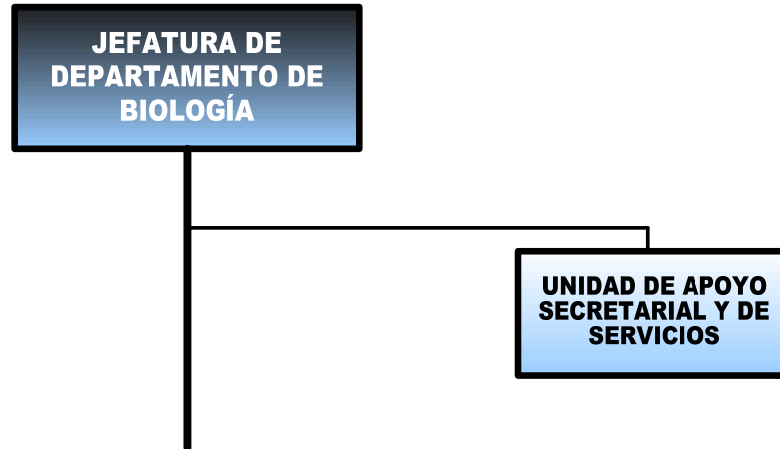 JEFATURA DE
DEPARTAMENTO DE
BIOLOGÍA
UNIDAD DE APOYO
SECRETARIAL Y DE
SERVICIOS